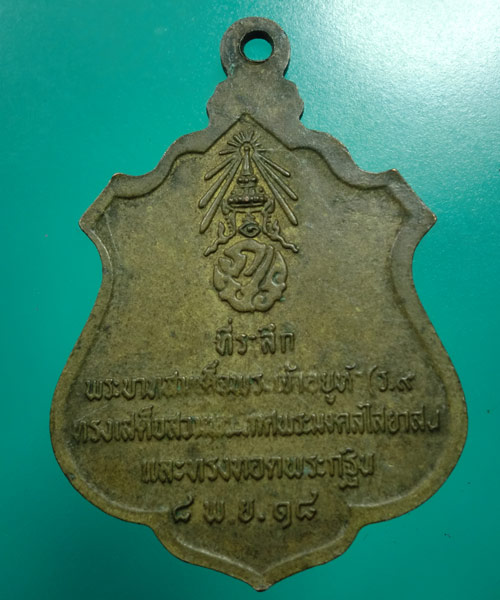 ที่ระลึก
พระบาทสมเด็จพระเจ้าอยู่หัว (ร.๙
ทรงเสด็จ
และทรงทอดพระกฐิน
๘ พ.ย. ๑๘